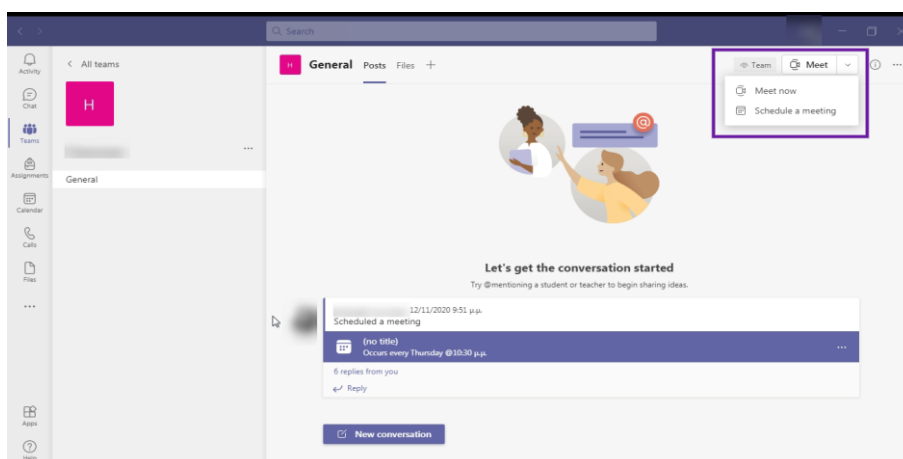 Search
Activity
Chat
Teams
Assignments
Calendar
Calls
Files
Apps
Help
All teams
H
General
H General Posts Files
Team Meet
Meet now
Schedule a meeting
@
Let's get the conversation started
Try @mentioning a student or teacher to begin sharing ideas.
12/11/2020 9:51 μ.μ.
Scheduled a meeting
(no title)
Occurs every Thursday @10:30 μ.μ.
6 replies from you
Reply
New conversation